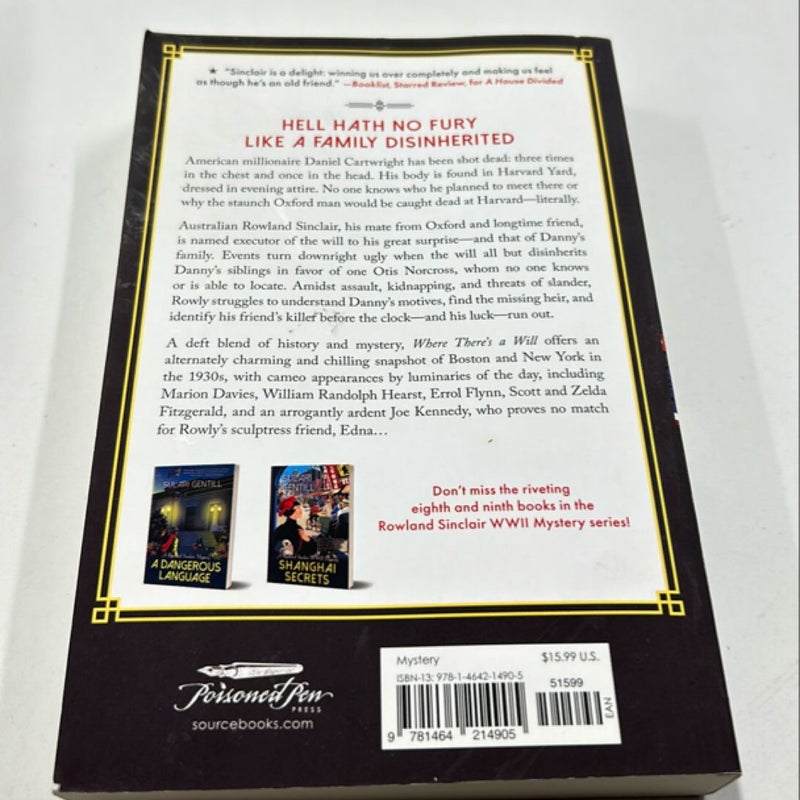 ★ "Sinclair is a delight: winning us over completely and making us feel
as though he's an old friend." —Booklist, Starred Review, for A House Divided
HELL HATH NO FURY
LIKE A FAMILY DISINHERITED
American millionaire Daniel Cartwright has been shot dead: three times
in the chest and once in the head. His body is found in Harvard Yard,
dressed in evening attire. No one knows who he planned to meet there or
why the staunch Oxford man would be caught dead at Harvard—literally.
Australian Rowland Sinclair, his mate from Oxford and longtime friend,
is named executor of the will to his great surprise—and that of Danny's
family. Events turn downright ugly when the will all but disinherits
Danny's siblings in favor of one Otis Norcross, whom no one knows
or is able to locate. Amidst assault, kidnapping, and threats of slander,
Rowly struggles to understand Danny's motives, find the missing heir, and
identify his friend's killer before the clock—and his luck—run out.
A deft blend of history and mystery, Where There's a Will offers an
alternately charming and chilling snapshot of Boston and New York in
the 1930s, with cameo appearances by luminaries of the day, including
Marion Davies, William Randolph Hearst, Errol Flynn, Scott and Zelda
Fitzgerald, and an arrogantly ardent Joe Kennedy, who proves no match
for Rowly's sculptress friend, Edna...
SULARI GENTILL
A DANGEROUS
LANGUAGE
SULARI
GENTILL
SHANGHAI
SECRETS
Don't miss the riveting
eighth and ninth books in the
Rowland Sinclair WWII Mystery series!
Poisoned Pen
PRESS
sourcebooks.com
Mystery $15.99 U.S.
ISBN-13: 978-1-4642-1490-5
51599
EAN
9 781464 214905